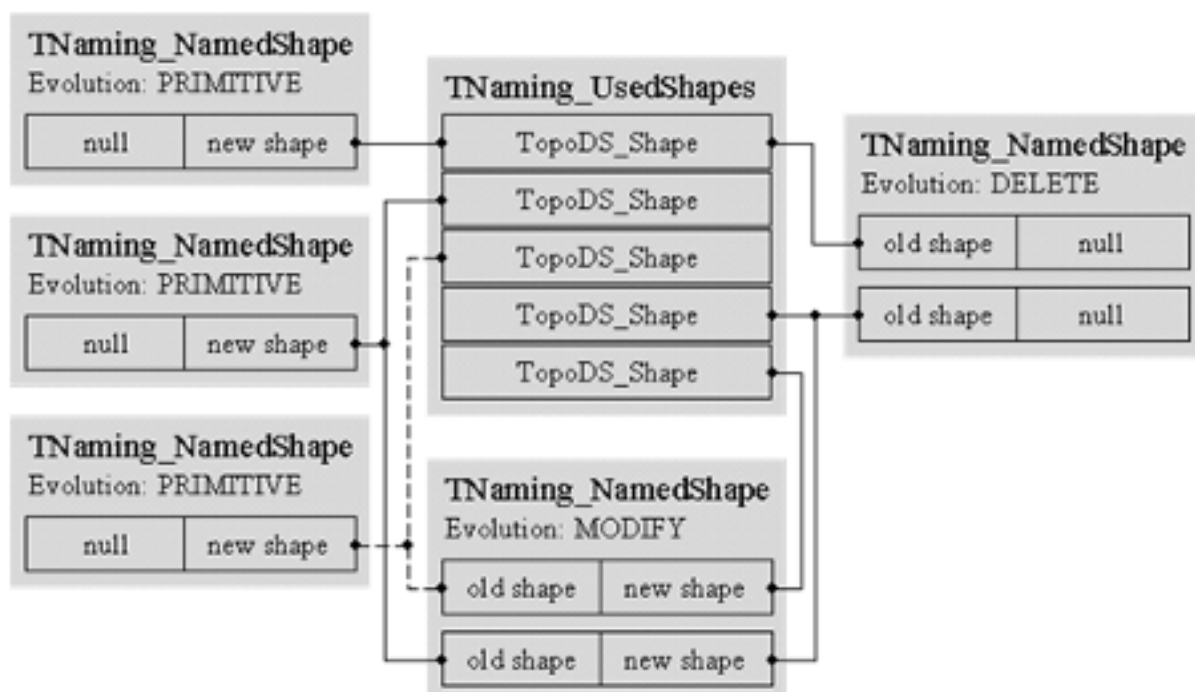 TNaming_NamedShape
Evolution: PRIMITIVE
null new shape
TNaming_NamedShape
Evolution: PRIMITIVE
null new shape
TNaming_NamedShape
Evolution: PRIMITIVE
null new shape
TNaming_UsedShapes
TopoDS_Shape
TopoDS_Shape
TopoDS_Shape
TopoDS_Shape
TopoDS_Shape
TNaming_NamedShape
Evolution: MODIFY
old shape new shape
old shape new shape
TNaming_NamedShape
Evolution: DELETE
old shape null
old shape null